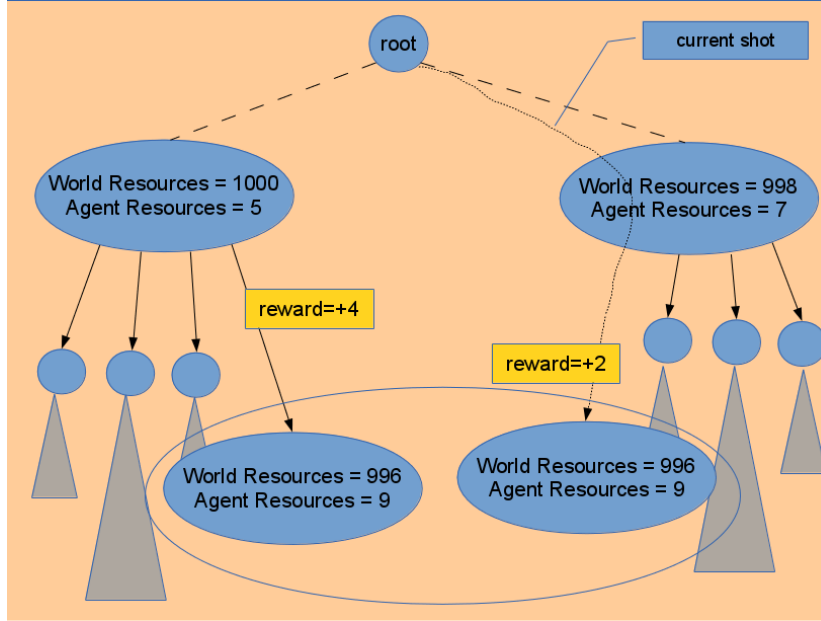 root
current shot
World Resources = 1000
Agent Resources = 5
World Resources = 998
Agent Resources = 7
reward=+4
reward=+2
World Resources = 996
Agent Resources = 9
World Resources = 996
Agent Resources = 9